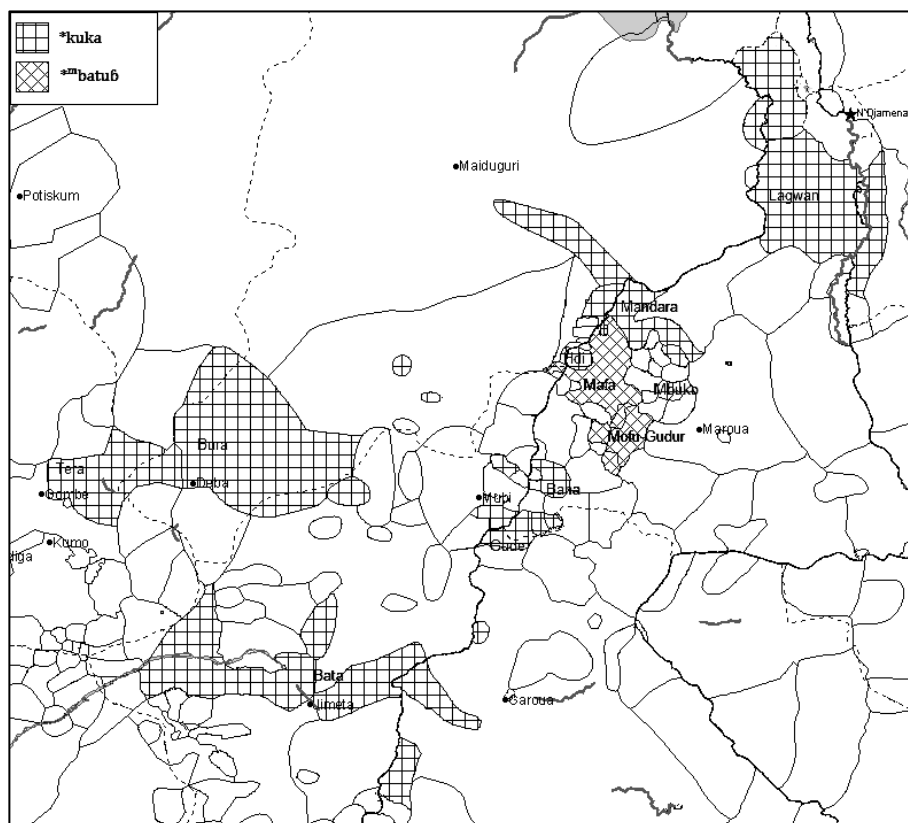 *kuka
*ᵐbatuɓ
N'Djamena
Maiduguri
Potiskum
Lagwan
Mandara
Hdi
Mafa
Mbuko
Mofu-Gudur
Maroua
Bura
Tera
Deba
Gombe
Bana
Mubi
Gude
Kumo
diga
Bata
Jimeta
Garoua